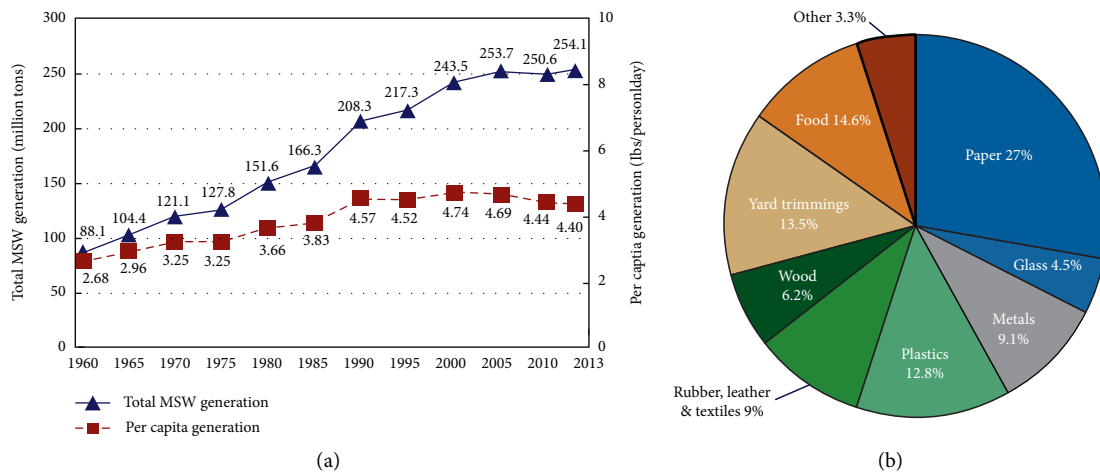 Total MSW generation (million tons)
300
250
200
150
100
50
0
88.1
104.4
121.1
127.8
151.6
166.3
208.3
217.3
243.5
253.7
250.6
254.1
2.68
2.96
3.25
3.25
3.66
3.83
4.57
4.52
4.74
4.69
4.44
4.40
10
8
6
4
2
0
Per captia generation (Ibs/personlday)
1960 1965 1970 1975 1980 1985 1990 1995 2000 2005 2010 2013
Total MSW generation
Per capita generation
(a)
Other 3.3%
Paper 27%
Glass 4.5%
Metals
9.1%
Plastics
12.8%
Rubber, leather
& textiles 9%
Wood
6.2%
Yard trimmings
13.5%
Food 14.6%
(b)